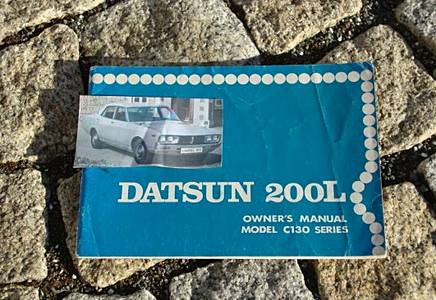 DATSUN 200L
OWNER'S MANUAL
MODEL C130 SERIES